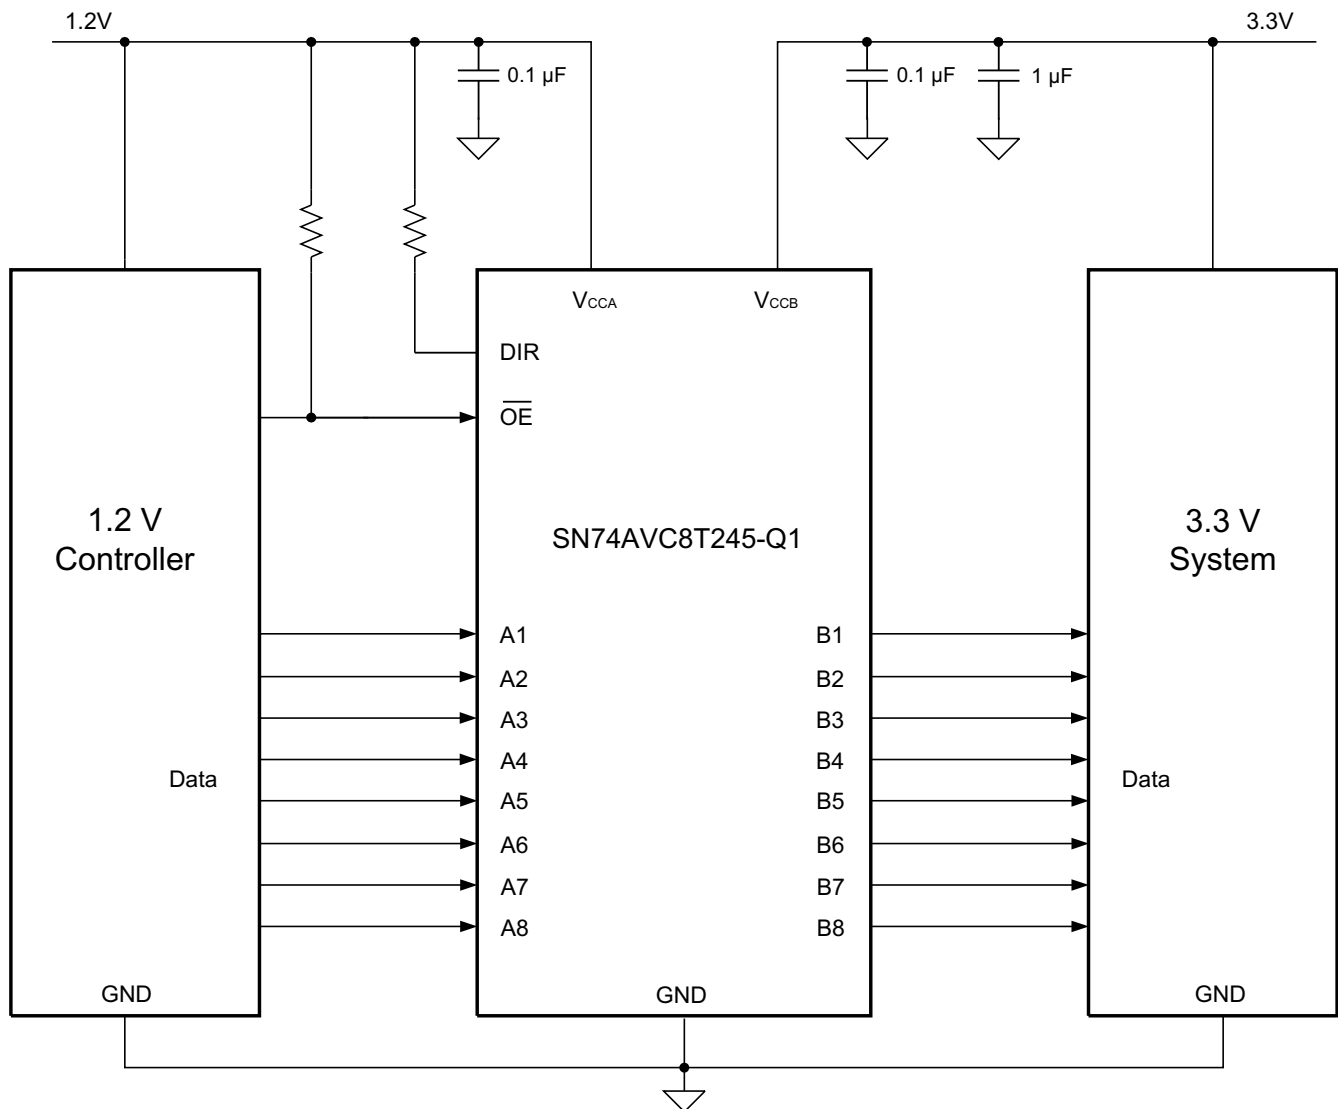 1.2V
3.3V
0.1 µF
0.1 µF
1 µF
VCCA
VCCB
DIR
OE
1.2 V
Controller
SN74AVC8T245-Q1
3.3 V
System
A1
B1
A2
B2
A3
B3
A4
B4
Data
Data
A5
B5
A6
B6
A7
B7
A8
B8
GND
GND
GND